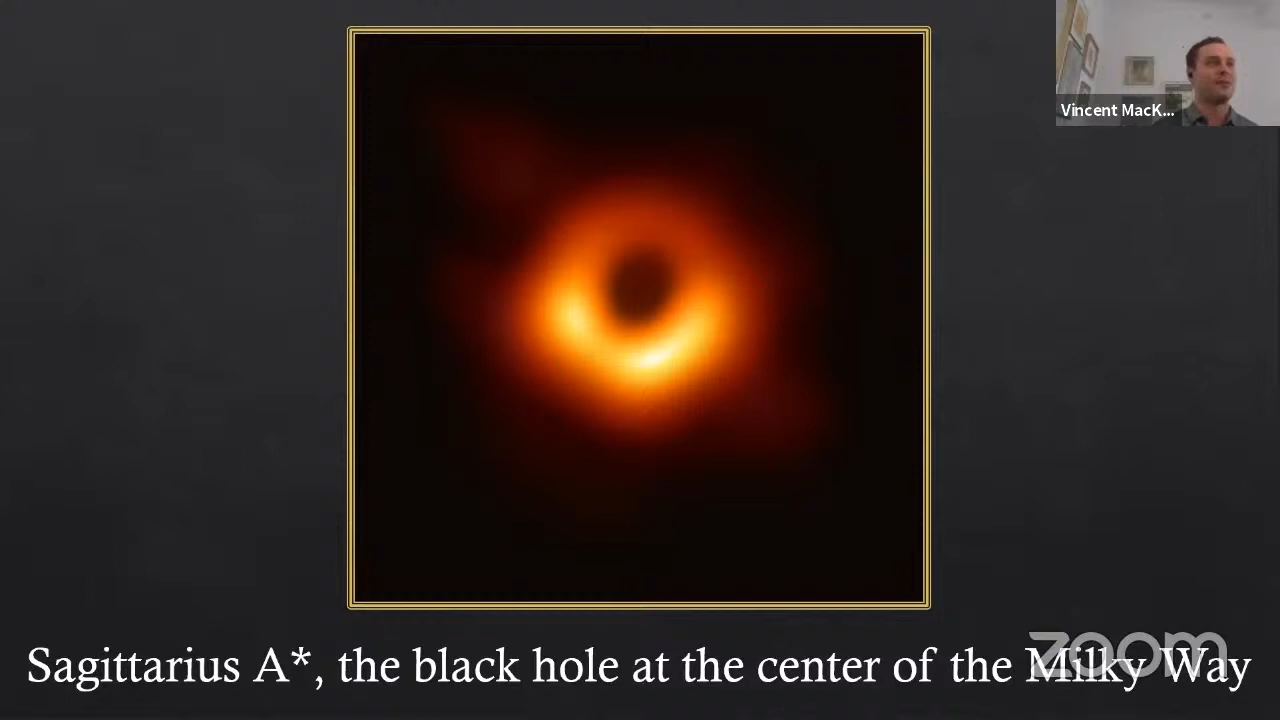 Vincent MacK...
Sagittarius A*, the black hole at the center of the Milky Way
zoom